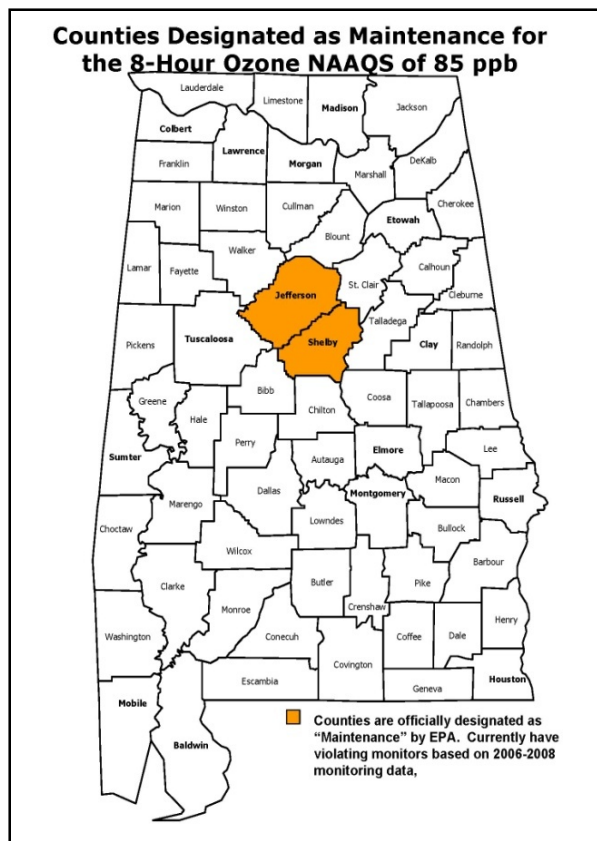 Counties Designated as Maintenance for
the 8-Hour Ozone NAAQS of 85 ppb
Lauderdale
Limestone
Madison
Jackson
Colbert
Lawrence
Franklin
Morgan
Marshall
DeKalb
Marion
Winston
Cullman
Etowah
Cherokee
Blount
Walker
Lamar
Fayette
Jefferson
St. Clair
Calhoun
Cleburne
Talladega
Pickens
Tuscaloosa
Shelby
Clay
Randolph
Bibb
Greene
Hale
Chilton
Coosa
Tallapoosa
Chambers
Sumter
Perry
Autauga
Elmore
Lee
Marengo
Dallas
Montgomery
Macon
Russell
Choctaw
Lowndes
Bullock
Wilcox
Barbour
Clarke
Butler
Pike
Monroe
Crenshaw
Henry
Washington
Conecuh
Coffee
Dale
Covington
Escambia
Geneva
Houston
Mobile
Baldwin
Counties are officially designated as
“Maintenance” by EPA.  Currently have
violating monitors based on 2006-2008
monitoring data,